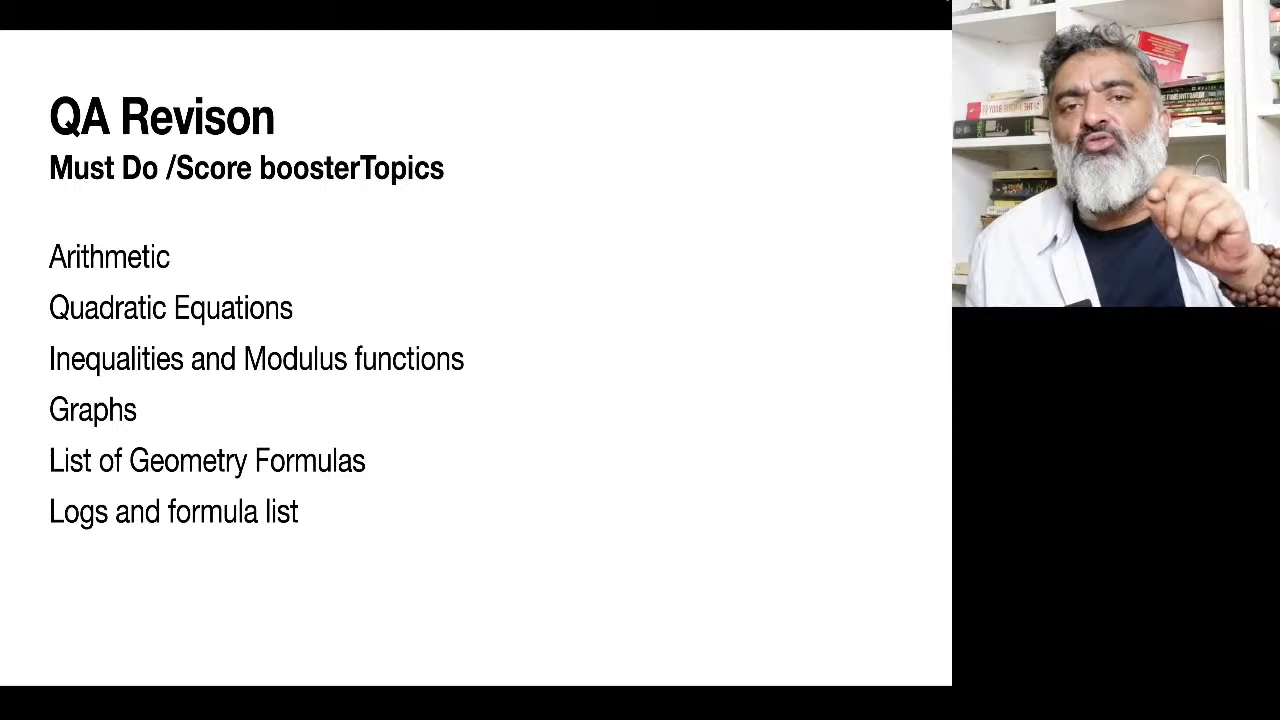 QA Revison
Must Do /Score boosterTopics
Arithmetic
Quadratic Equations
Inequalities and Modulus functions
Graphs
List of Geometry Formulas
Logs and formula list